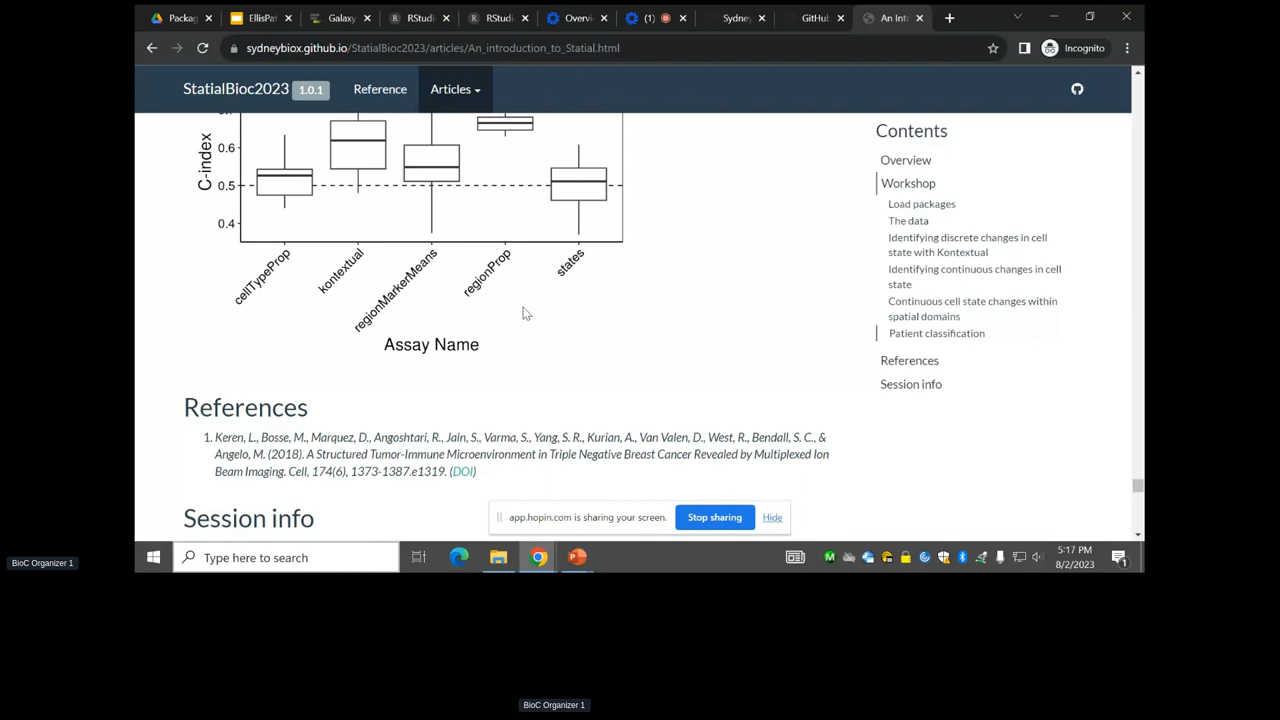 Packag
EllisPat
Galaxy
RStudi
RStudi
Overvi
(1)
Sydney
GitHub
An Intr
sydneybiox.github.io/StatialBioc2023/articles/An_introduction_to_Statial.html
Incognito
StatialBioc2023 1.0.1 Reference Articles
C-index
0.6
0.5
0.4
cellTypeProp
kontextual
regionMarkerMeans
regionProp
states
Assay Name
Contents
Overview
Workshop
Load packages
The data
Identifying discrete changes in cell
state with Kontextual
Identifying continuous changes in cell
state
Continuous cell state changes within
spatial domains
Patient classification
References
Session info
References
1. Keren, L., Bosse, M., Marquez, D., Angoshtari, R., Jain, S., Varma, S., Yang, S. R., Kurian, A., Van Valen, D., West, R., Bendall, S. C., &
Angelo, M. (2018). A Structured Tumor-Immune Microenvironment in Triple Negative Breast Cancer Revealed by Multiplexed Ion
Beam Imaging. Cell, 174(6), 1373-1387.e1319. (DOI)
Session info
app.hopin.com is sharing your screen. Stop sharing Hide
Type here to search
5:17 PM
8/2/2023
BioC Organizer 1
BioC Organizer 1